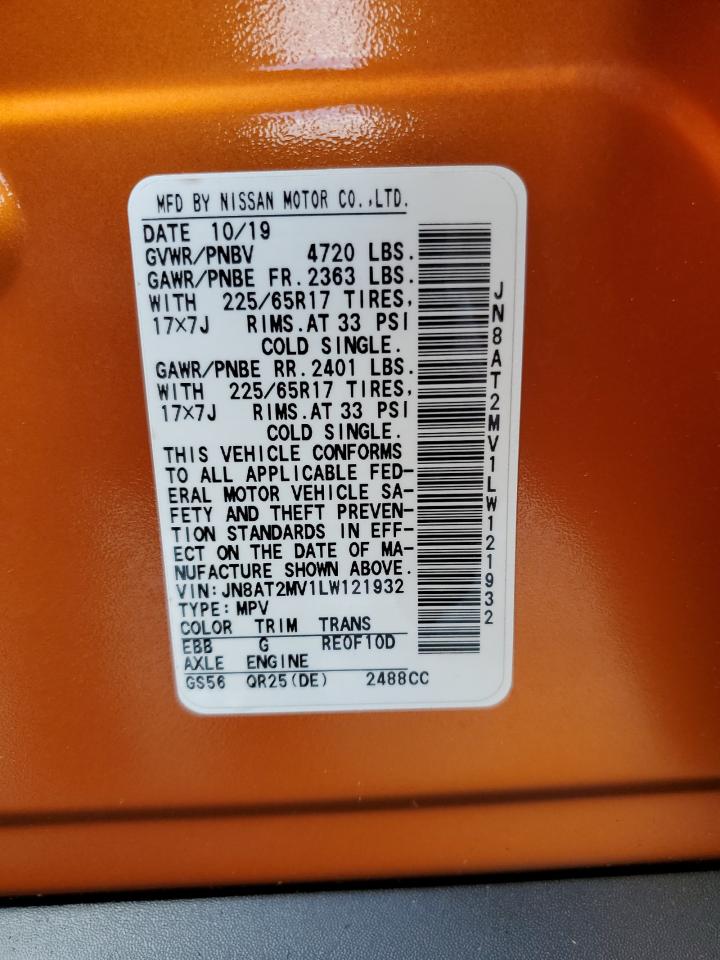 MFD BY NISSAN MOTOR CO.,LTD.
DATE 10/19
GVWR/PNBV 4720 LBS.
GAWR/PNBE FR.2363 LBS.
WITH 225/65R17 TIRES,
17×7J RIMS.AT 33 PSI
COLD SINGLE.
GAWR/PNBE RR.2401 LBS.
WITH 225/65R17 TIRES,
17×7J RIMS.AT 33 PSI
COLD SINGLE.
THIS VEHICLE CONFORMS
TO ALL APPLICABLE FED-
ERAL MOTOR VEHICLE SA-
FETY AND THEFT PREVEN-
TION STANDARDS IN EFF-
ECT ON THE DATE OF MA-
NUFACTURE SHOWN ABOVE.
VIN:JN8AT2MV1LW121932
TYPE:MPV
COLOR TRIM TRANS
EBB G RE0F10D
AXLE ENGINE
GS56 QR25(DE) 2488CC
JN8AT2MV1LW121932